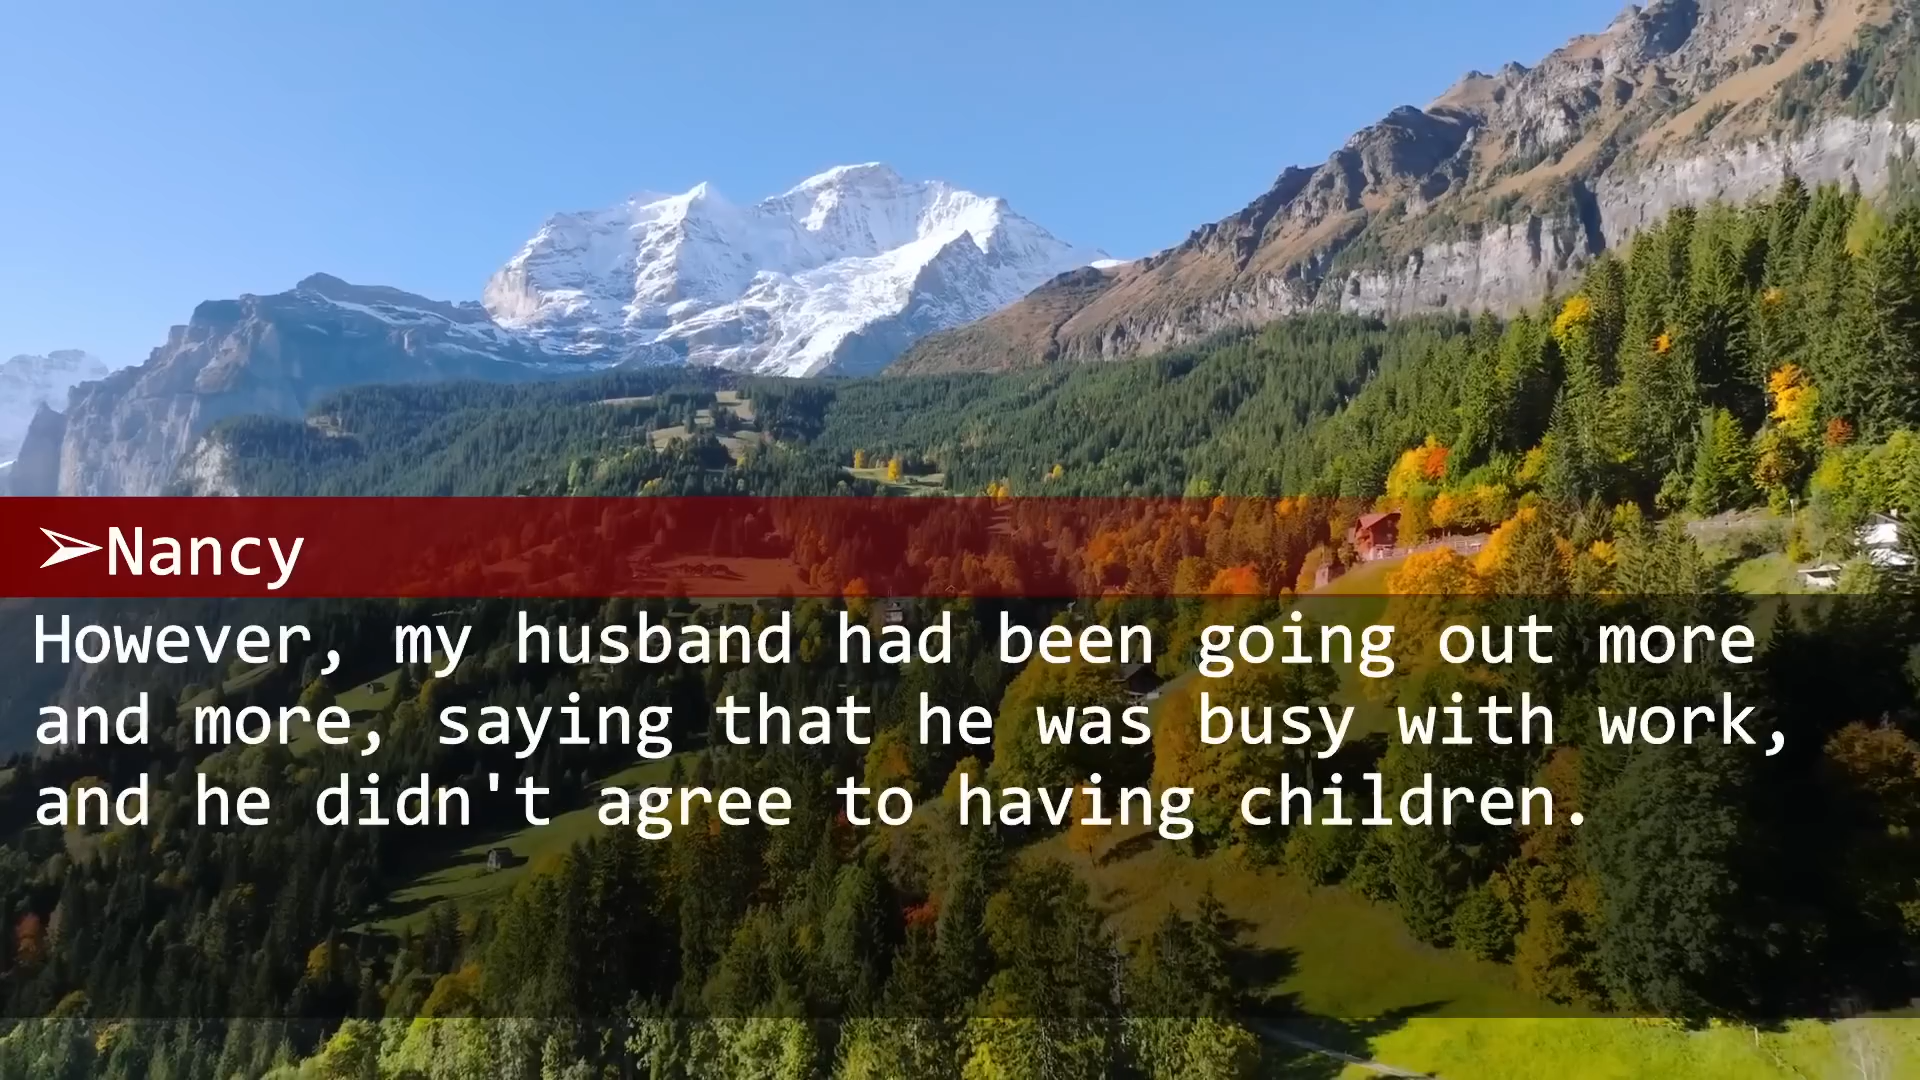 ➢Nancy
However, my husband had been going out more
and more, saying that he was busy with work,
and he didn't agree to having children.